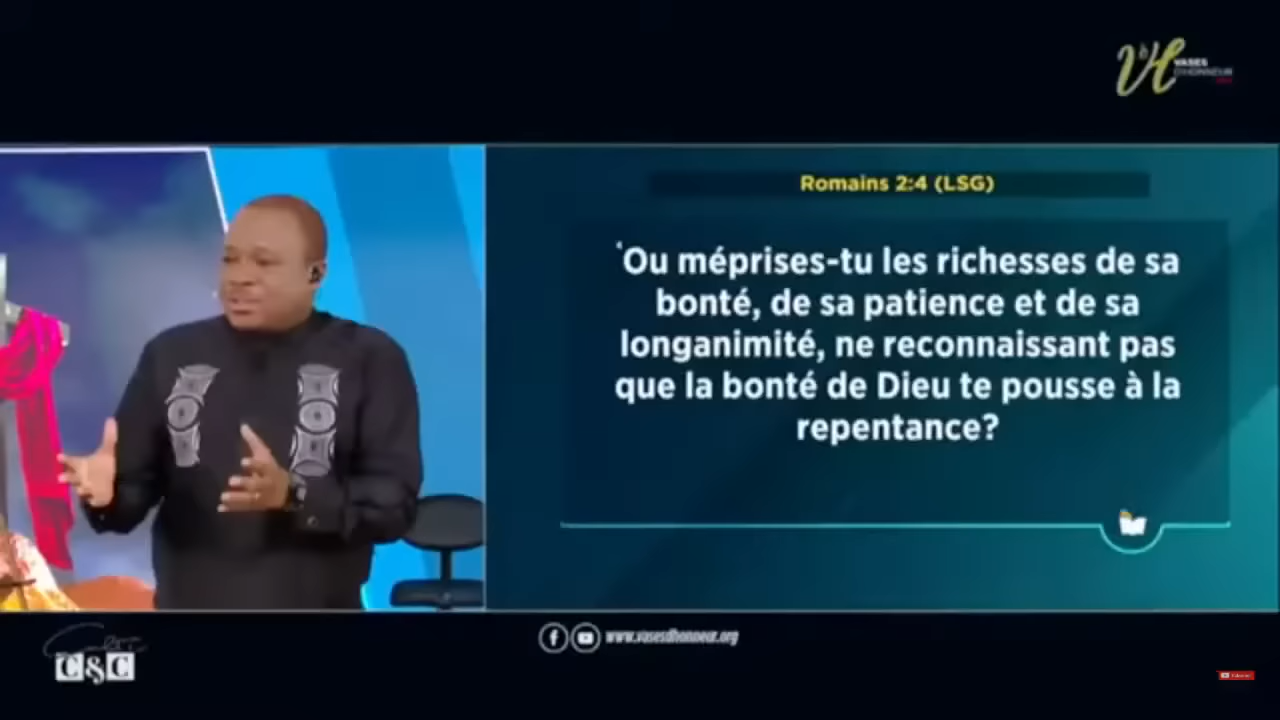 VASES
D'HONNEUR
Romains 2:4 (LSG)
'Ou méprises-tu les richesses de sa
bonté, de sa patience et de sa
longanimité, ne reconnaissant pas
que la bonté de Dieu te pousse à la
repentance?
C&C
www.vasesdhonneur.org